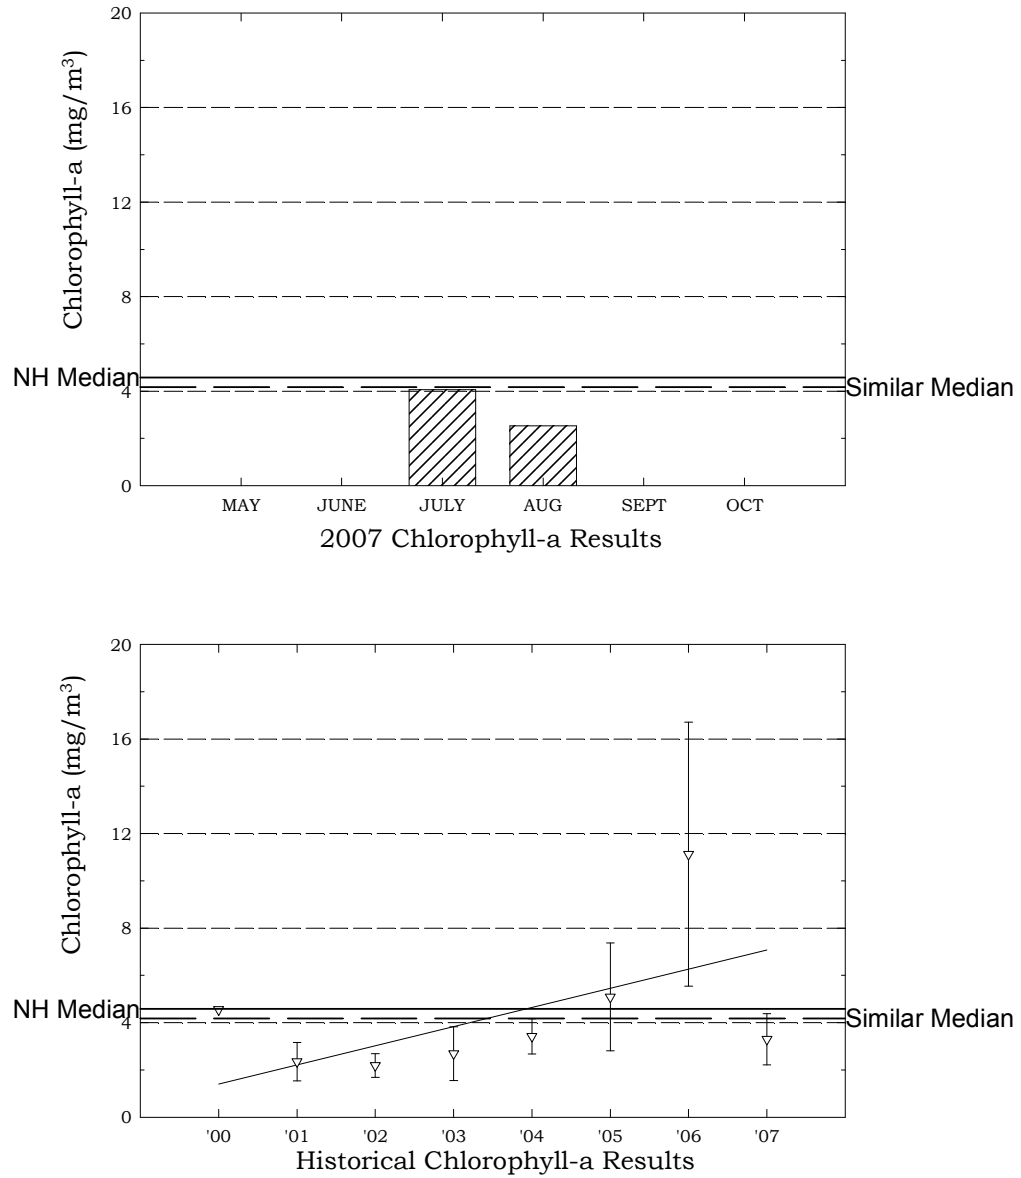 20
16
12
8
4
0
Chlorophyll-a (mg/m³)
NH Median
Similar Median
MAY JUNE JULY AUG SEPT OCT
2007 Chlorophyll-a Results
20
16
12
8
4
0
Chlorophyll-a (mg/m³)
NH Median
Similar Median
'00 '01 '02 '03 '04 '05 '06 '07
Historical Chlorophyll-a Results